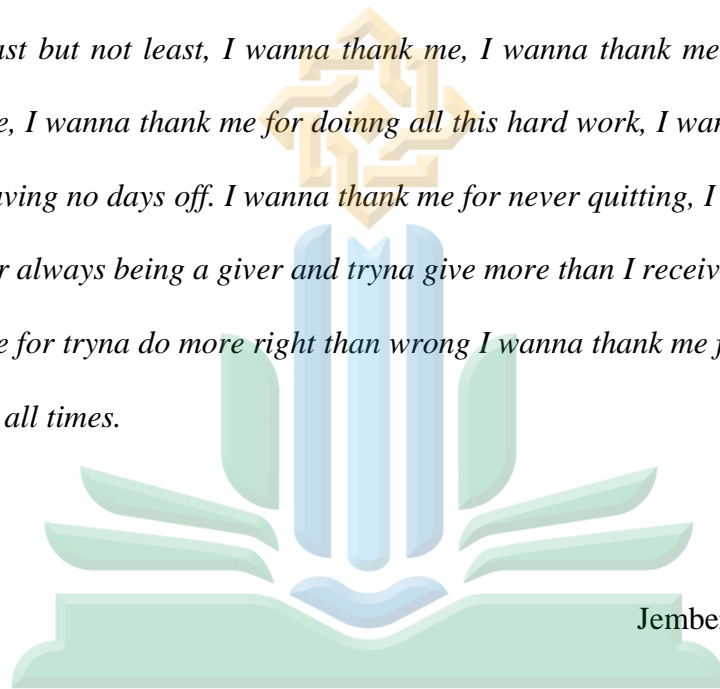 ast but not least, I wanna thank me, I wanna thank me
e, I wanna thank me for doinng all this hard work, I wan
ving no days off. I wanna thank me for never quitting, I
r always being a giver and tryna give more than I receiv
e for tryna do more right than wrong I wanna thank me f
all times.
Jember